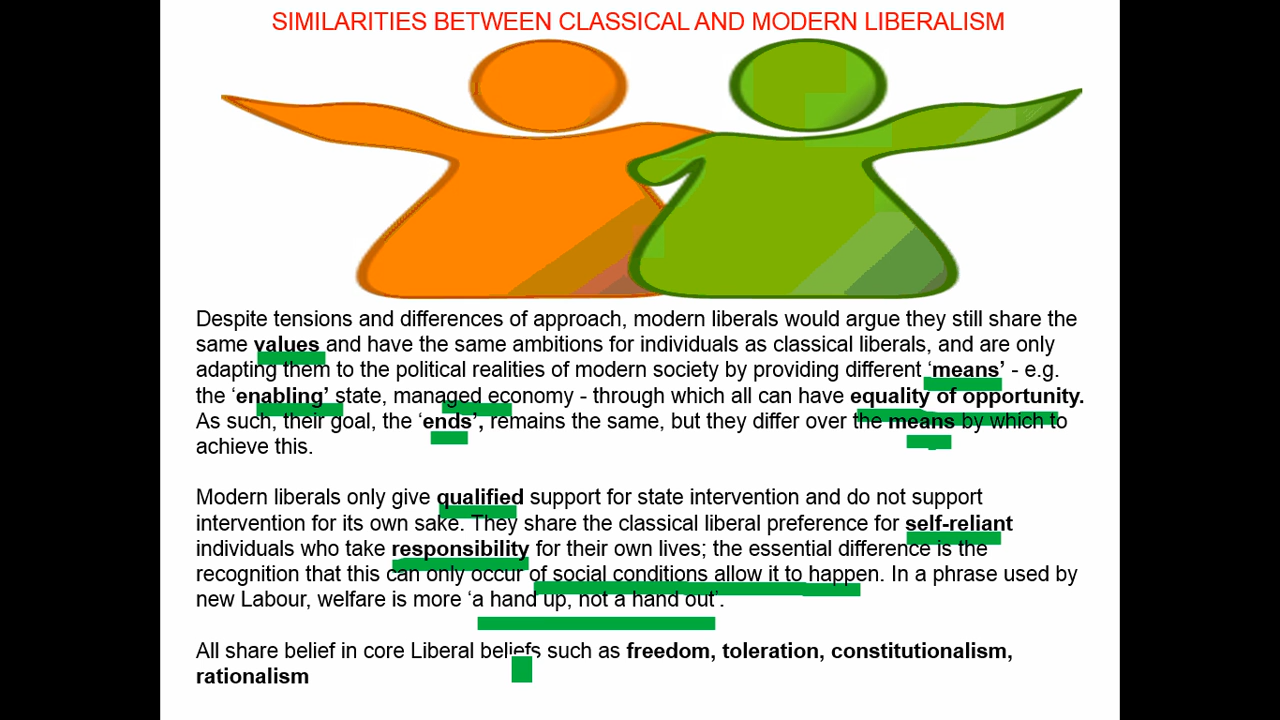 SIMILARITIES BETWEEN CLASSICAL AND MODERN LIBERALISM
Despite tensions and differences of approach, modern liberals would argue they still share the
same values and have the same ambitions for individuals as classical liberals, and are only
adapting them to the political realities of modern society by providing different ‘means’ - e.g.
the ‘enabling’ state, managed economy - through which all can have equality of opportunity.
As such, their goal, the ‘ends’, remains the same, but they differ over the means by which to
achieve this.
Modern liberals only give qualified support for state intervention and do not support
intervention for its own sake. They share the classical liberal preference for self-reliant
individuals who take responsibility for their own lives; the essential difference is the
recognition that this can only occur of social conditions allow it to happen. In a phrase used by
new Labour, welfare is more ‘a hand up, not a hand out’.
All share belief in core Liberal beliefs such as freedom, toleration, constitutionalism,
rationalism